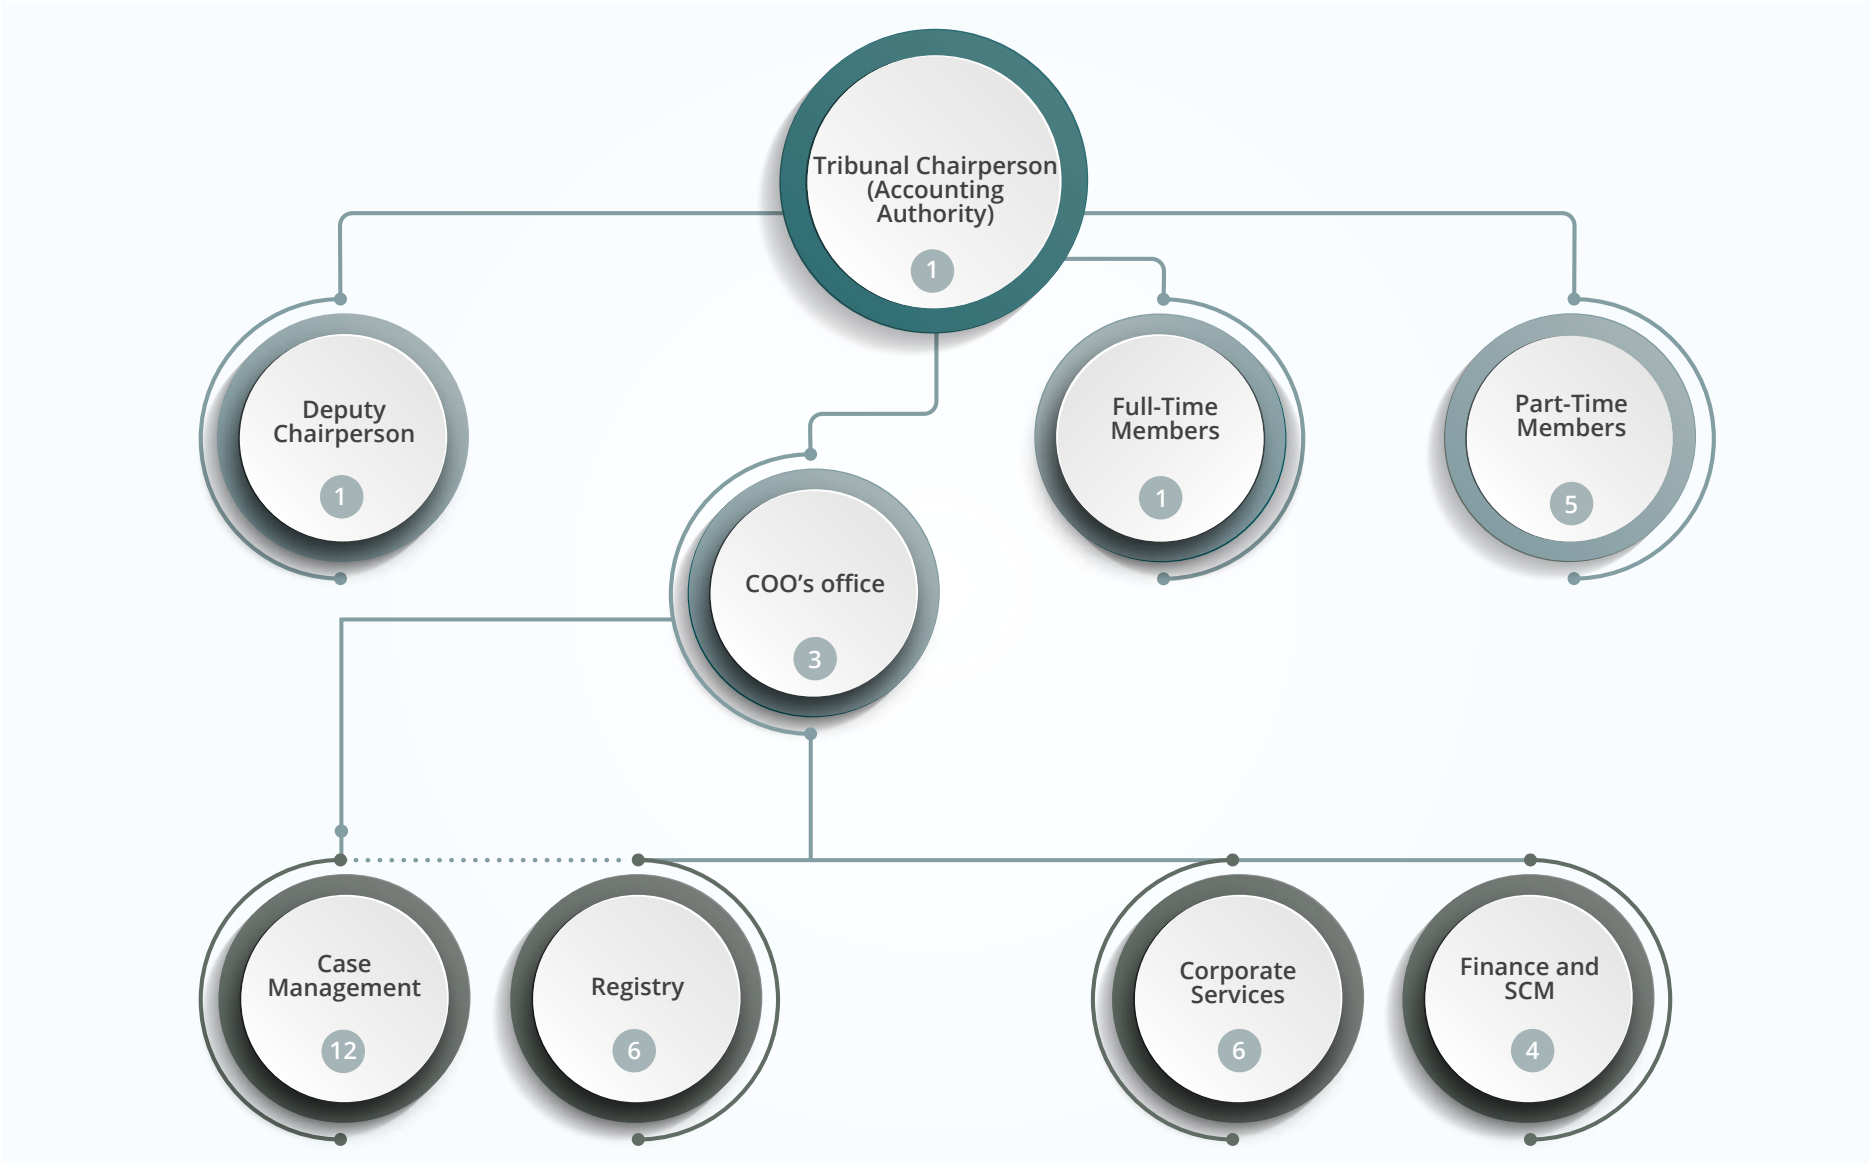 Tribunal Chairperson
(Accounting
Authority)
1
Deputy
Chairperson
1
Full-Time
Members
1
Part-Time
Members
5
COO’s office
3
Case
Management
12
Registry
6
Corporate
Services
6
Finance and
SCM
4